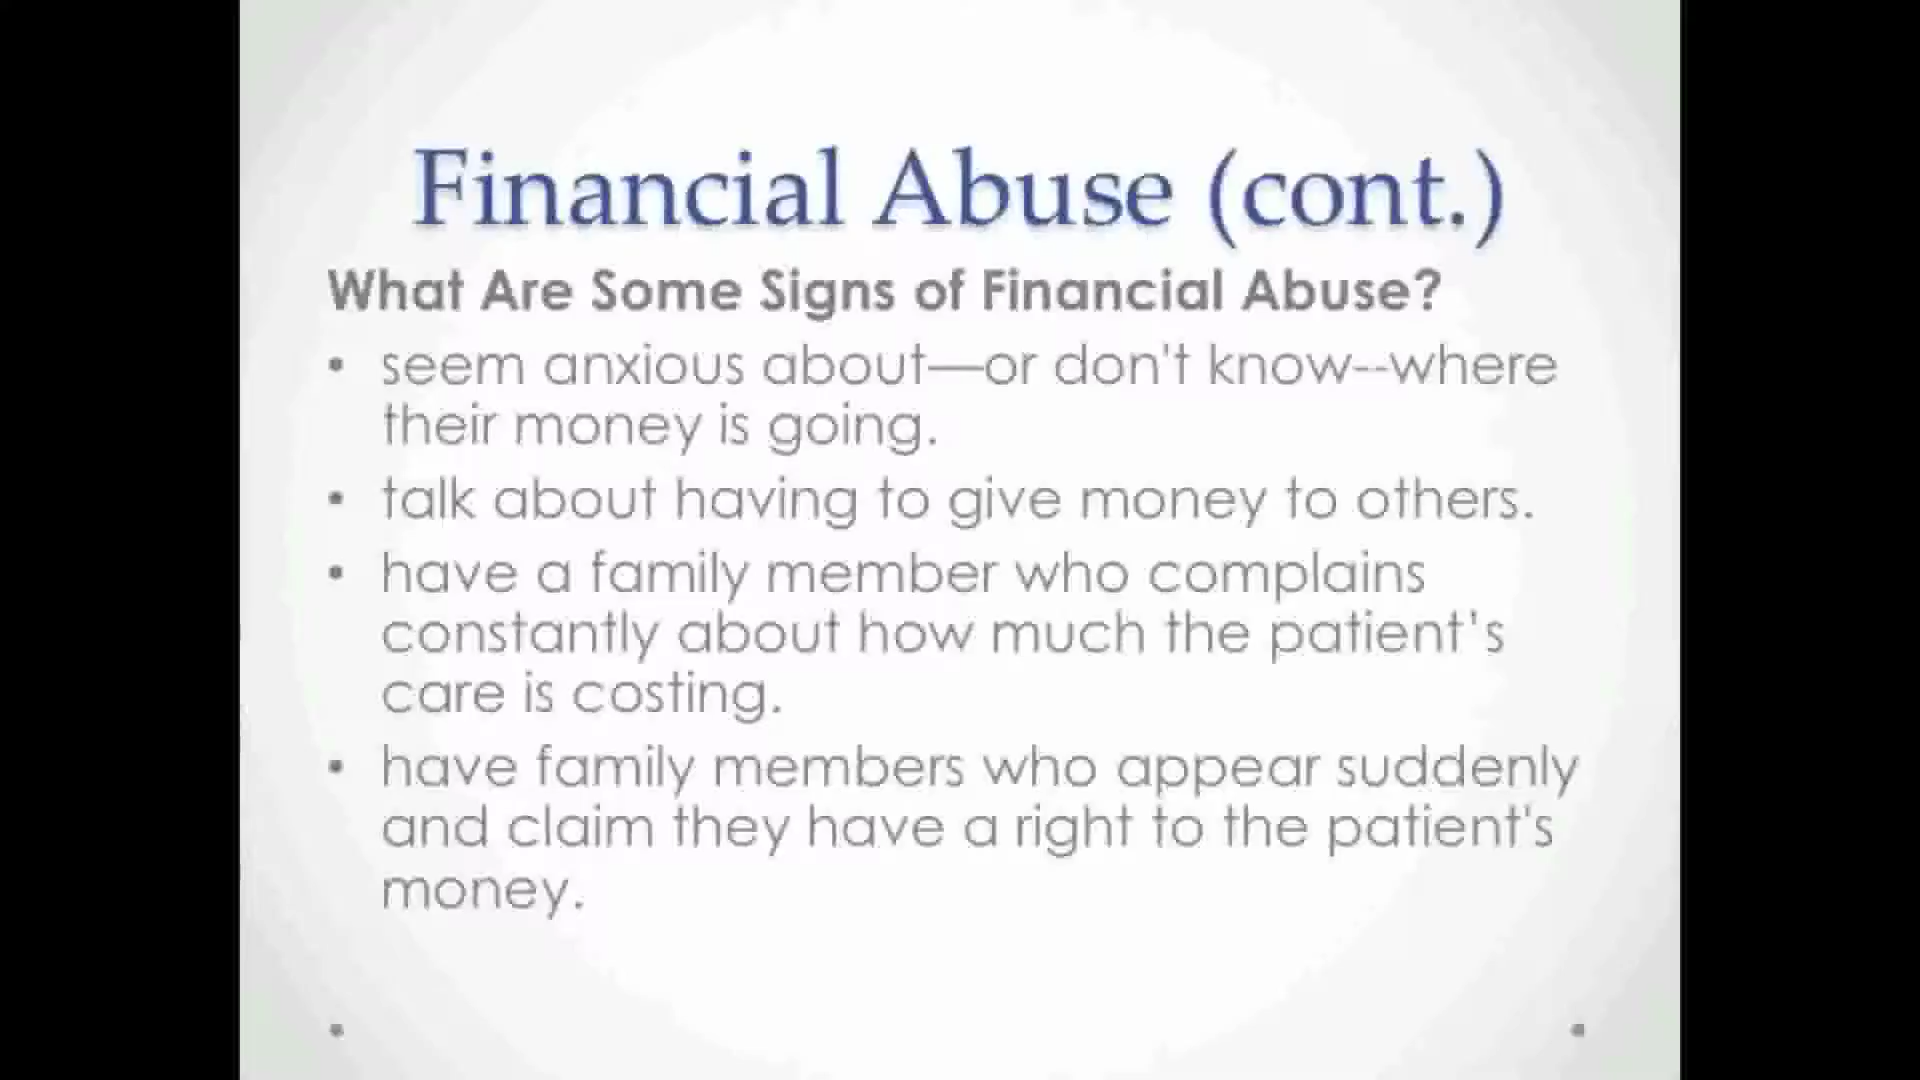 Financial Abuse (cont.)
What Are Some Signs of Financial Abuse?
• seem anxious about—or don't know--where
their money is going.
• talk about having to give money to others.
• have a family member who complains
constantly about how much the patient’s
care is costing.
• have family members who appear suddenly
and claim they have a right to the patient's
money.